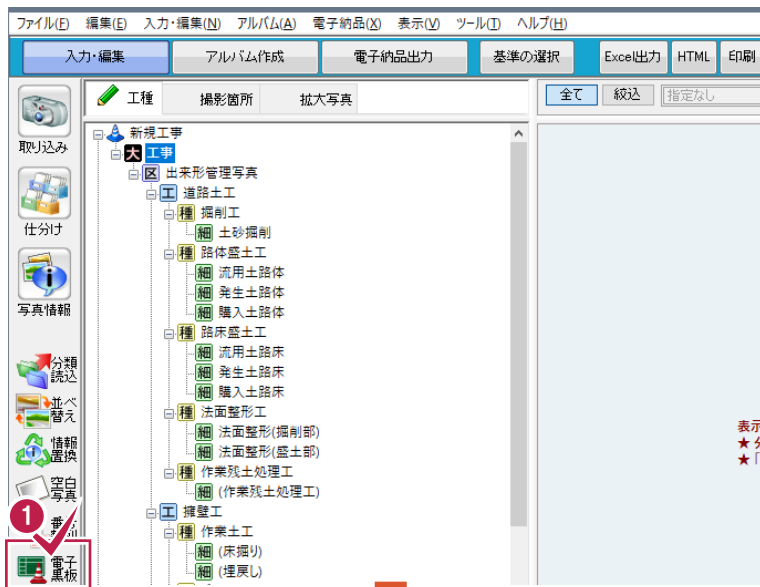 ファイル(F) 編集(E) 入力・編集(N) アルバム(A) 電子納品(X) 表示(V) ツール(T) ヘルプ(H)
入力・編集 アルバム作成 電子納品出力 基準の選択 Excel出力 HTML 印刷
工種 撮影箇所 拡大写真 全て 絞込 指定なし
取り込み
仕分け
写真情報
分類
読込
並べ
替え
情報
置換
空白
写真
1
電子
黒板
新規工事
大 工事
区 出来形管理写真
工 道路土工
種 掘削工
細 土砂掘削
種 路体盛土工
細 流用土路体
細 発生土路体
細 購入土路体
種 路床盛土工
細 流用土路床
細 発生土路床
細 購入土路床
種 法面整形工
細 法面整形(掘削部)
細 法面整形(盛土部)
種 作業残土処理工
細 (作業残土処理工)
工 擁壁工
種 作業土工
細 (床掘り)
細 (埋戻し)
表示
★
★「